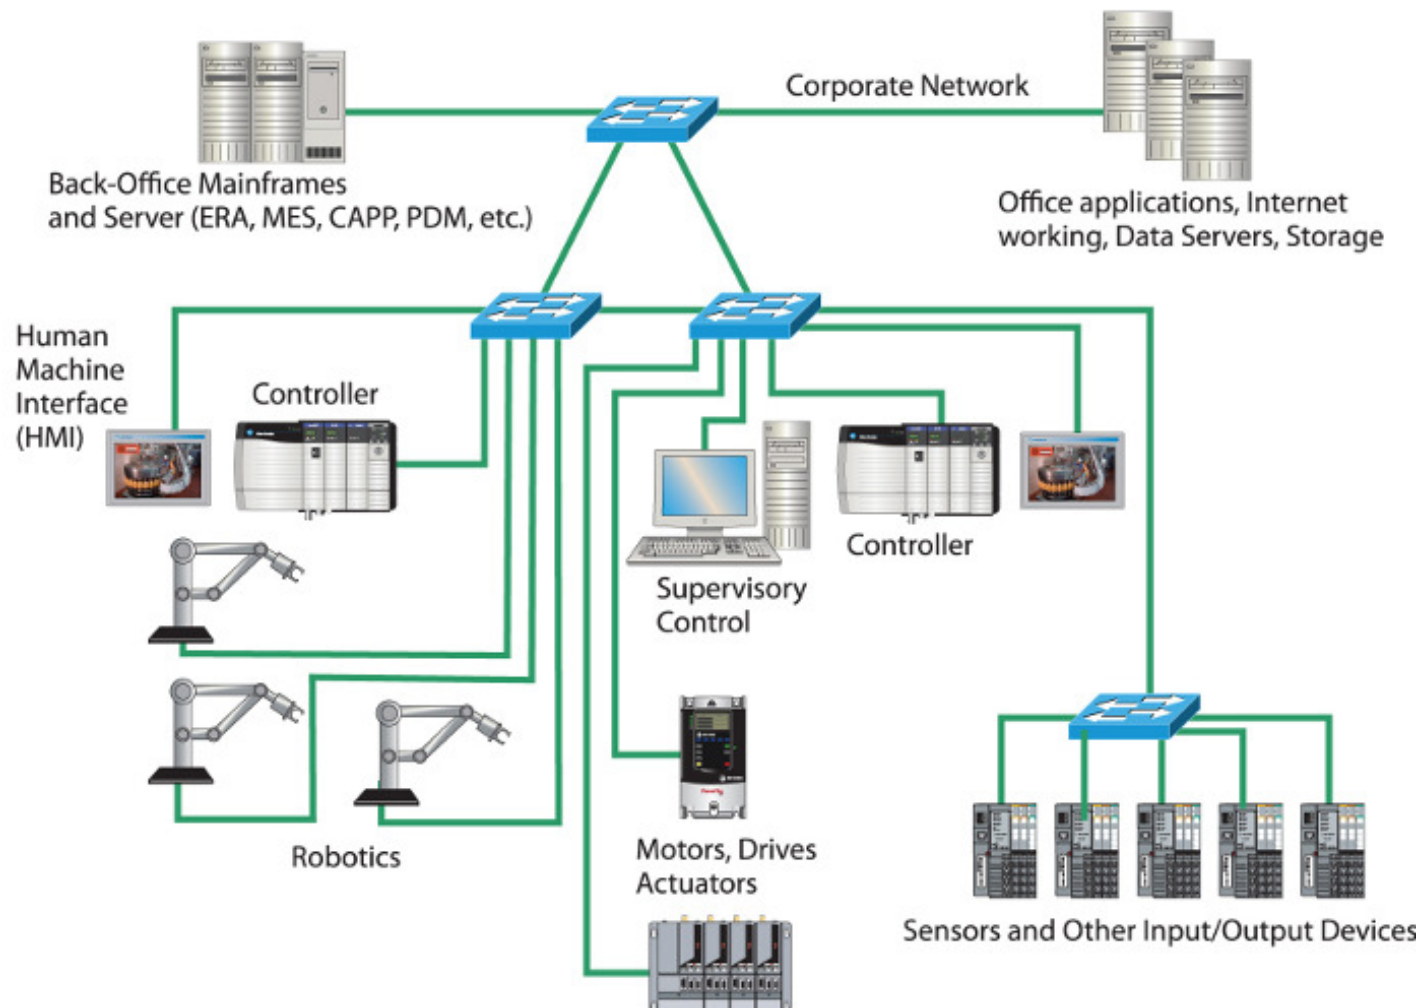 Corporate Network
Back-Office Mainframes
and Server (ERA, MES, CAPP, PDM, etc.)
Office applications, Internet
working, Data Servers, Storage
Human
Machine
Interface
(HMI)
Controller
Supervisory
Control
Controller
Robotics
Motors, Drives
Actuators
Sensors and Other Input/Output Devices